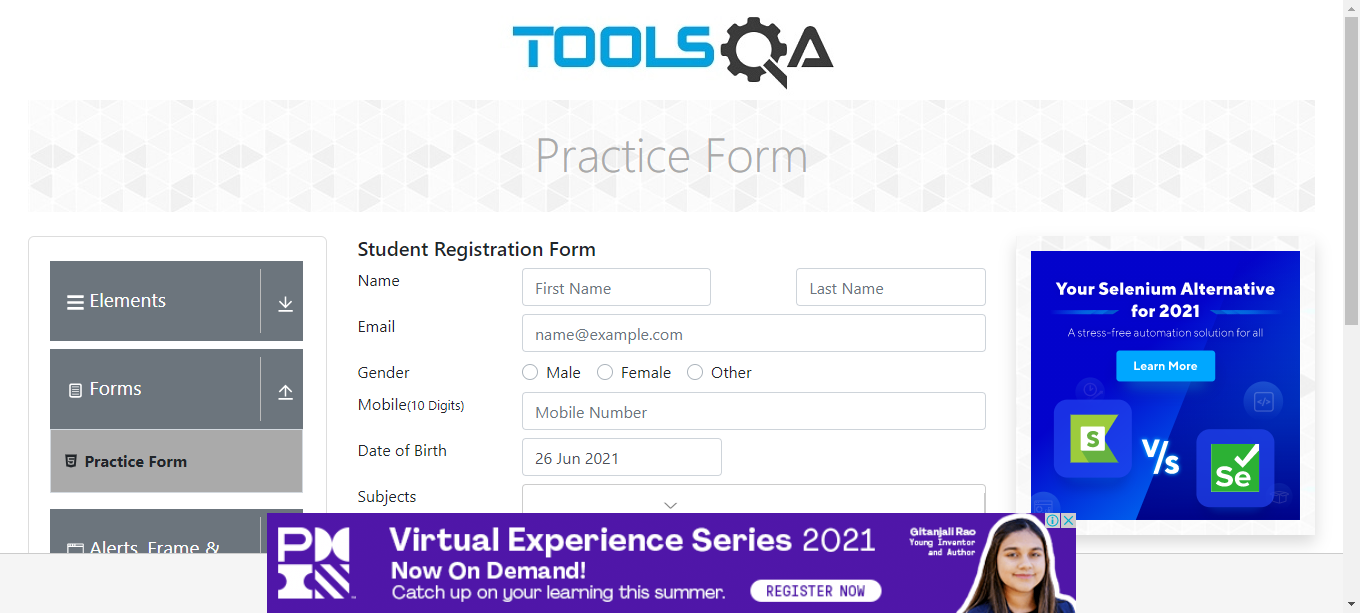 TOOLSQA
Practice Form
Elements
Forms
Practice Form
Alerts, Frame &
Student Registration Form
Name
First Name
Last Name
Email
name@example.com
Gender
Male
Female
Other
Mobile(10 Digits)
Mobile Number
Date of Birth
26 Jun 2021
Subjects
Your Selenium Alternative
for 2021
A stress-free automation solution for all
Learn More
S
V/s
Se
PMI
Virtual Experience Series 2021
Now On Demand!
Catch up on your learning this summer.
REGISTER NOW
Gitanjali Rao
Young Inventor
and Author